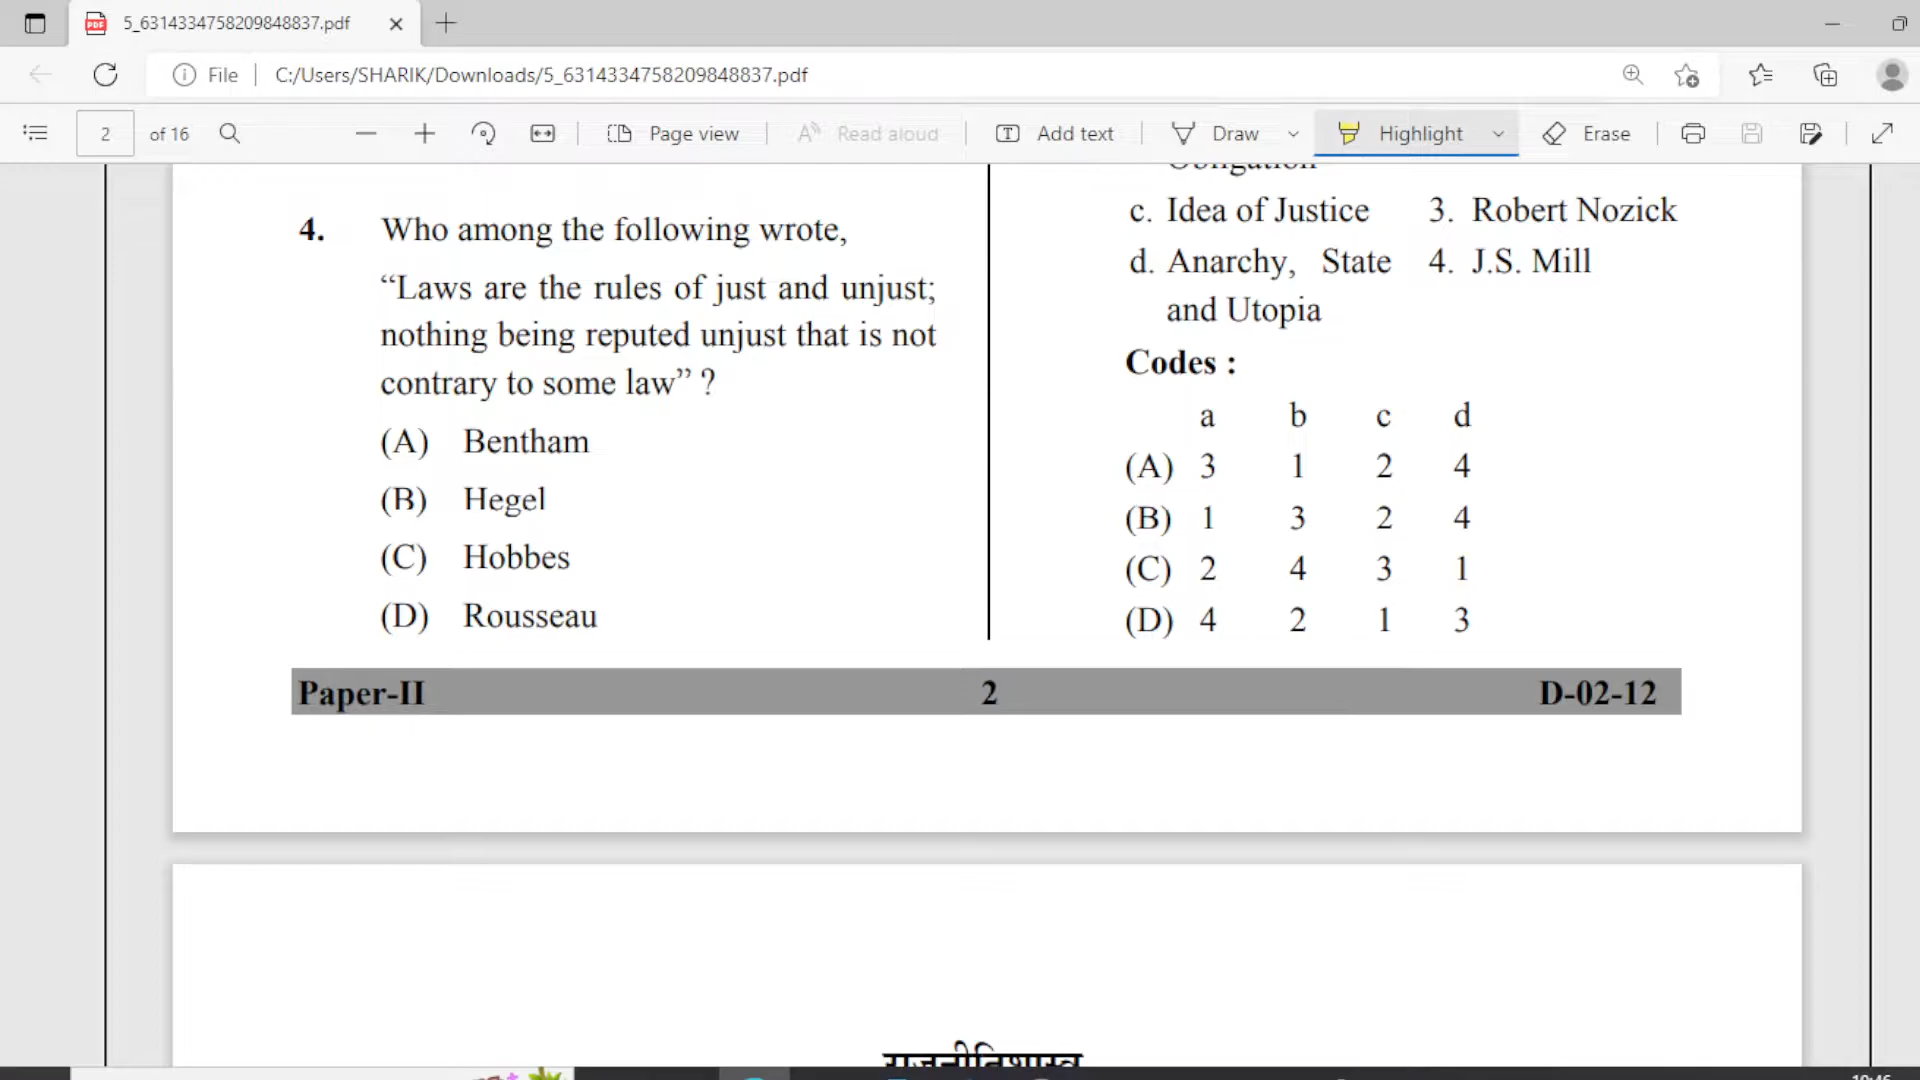 5_6314334758209848837.pdf
File C:/Users/SHARIK/Downloads/5_6314334758209848837.pdf
2 of 16 Page view Read aloud Add text Draw Highlight Erase
4. Who among the following wrote,
“Laws are the rules of just and unjust;
nothing being reputed unjust that is not
contrary to some law” ?
(A) Bentham
(B) Hegel
(C) Hobbes
(D) Rousseau
Obligation
c. Idea of Justice 3. Robert Nozick
d. Anarchy, State 4. J.S. Mill
and Utopia
Codes :
a b c d
(A) 3 1 2 4
(B) 1 3 2 4
(C) 2 4 3 1
(D) 4 2 1 3
Paper-II 2 D-02-12
राजनीतिशास्त्र